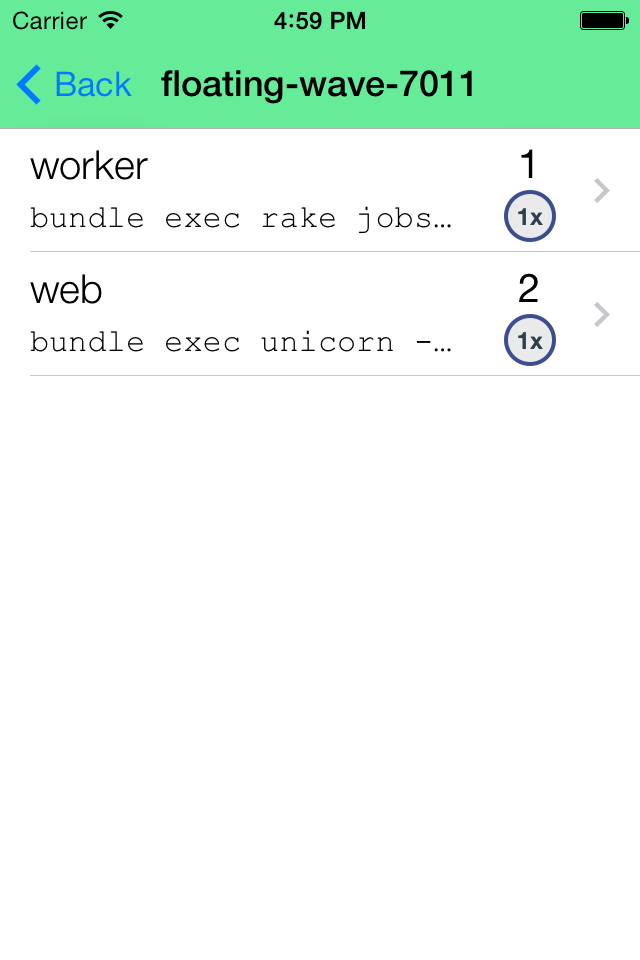 Carrier 4:59 PM
Back floating-wave-7011
worker 1
bundle exec rake jobs… 1x
web 2
bundle exec unicorn -… 1x